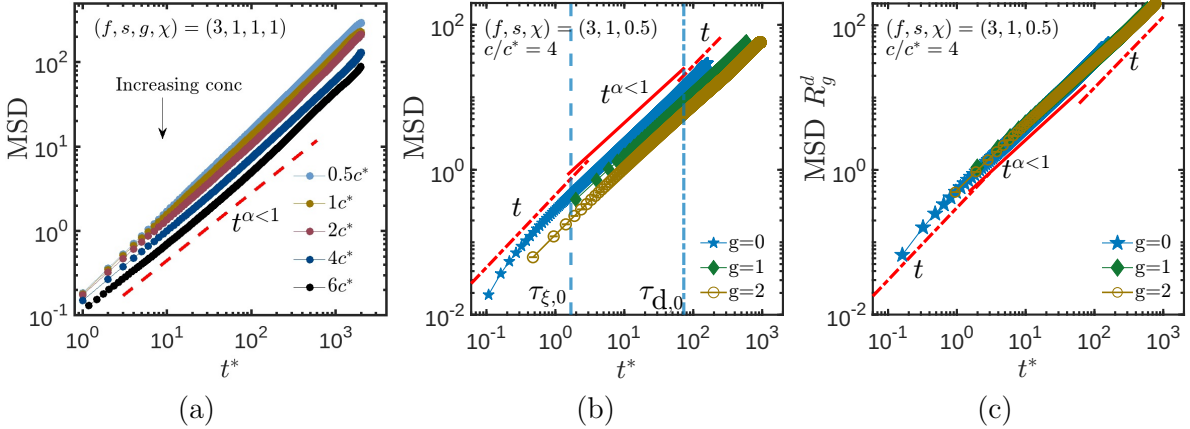 (f, s, g, χ) = (3, 1, 1, 1)
Increasing conc
t^{α<1}
0.5c*
1c*
2c*
4c*
6c*
MSD
10^2
10^1
10^0
10^{-1}
10^0
10^1
10^2
10^3
t*
(a)
(f, s, χ) = (3, 1, 0.5)
c/c* = 4
t
t^{α<1}
t
τ_{ξ,0}
τ_{d,0}
g=0
g=1
g=2
MSD
10^2
10^0
10^{-2}
10^{-1}
10^0
10^1
10^2
10^3
t*
(b)
(f, s, χ) = (3, 1, 0.5)
c/c* = 4
t
t^{α<1}
t
g=0
g=1
g=2
MSD R_g^d
10^2
10^0
10^{-2}
10^{-1}
10^0
10^1
10^2
10^3
t*
(c)